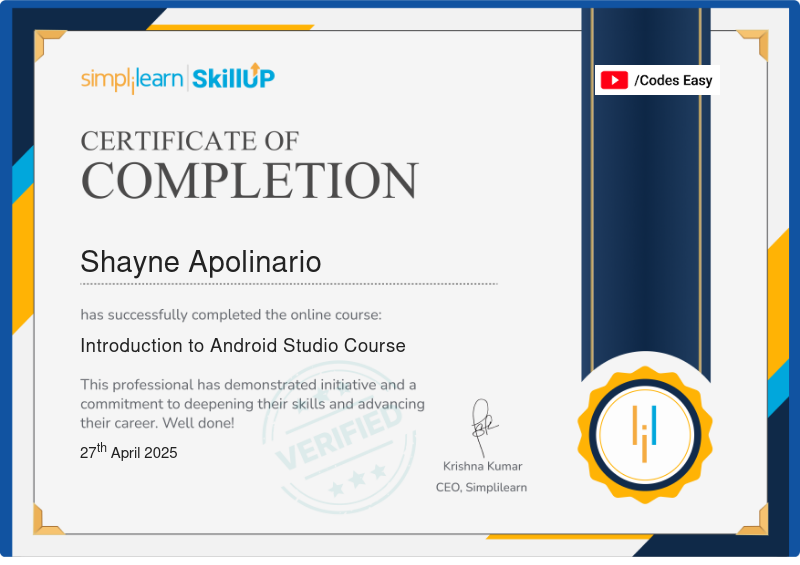 simplilearn | SkillUP
/Codes Easy
CERTIFICATE OF
COMPLETION
Shayne Apolinario
has successfully completed the online course:
Introduction to Android Studio Course
This professional has demonstrated initiative and a
commitment to deepening their skills and advancing
their career. Well done!
VERIFIED
27th April 2025
Krishna Kumar
CEO, Simplilearn